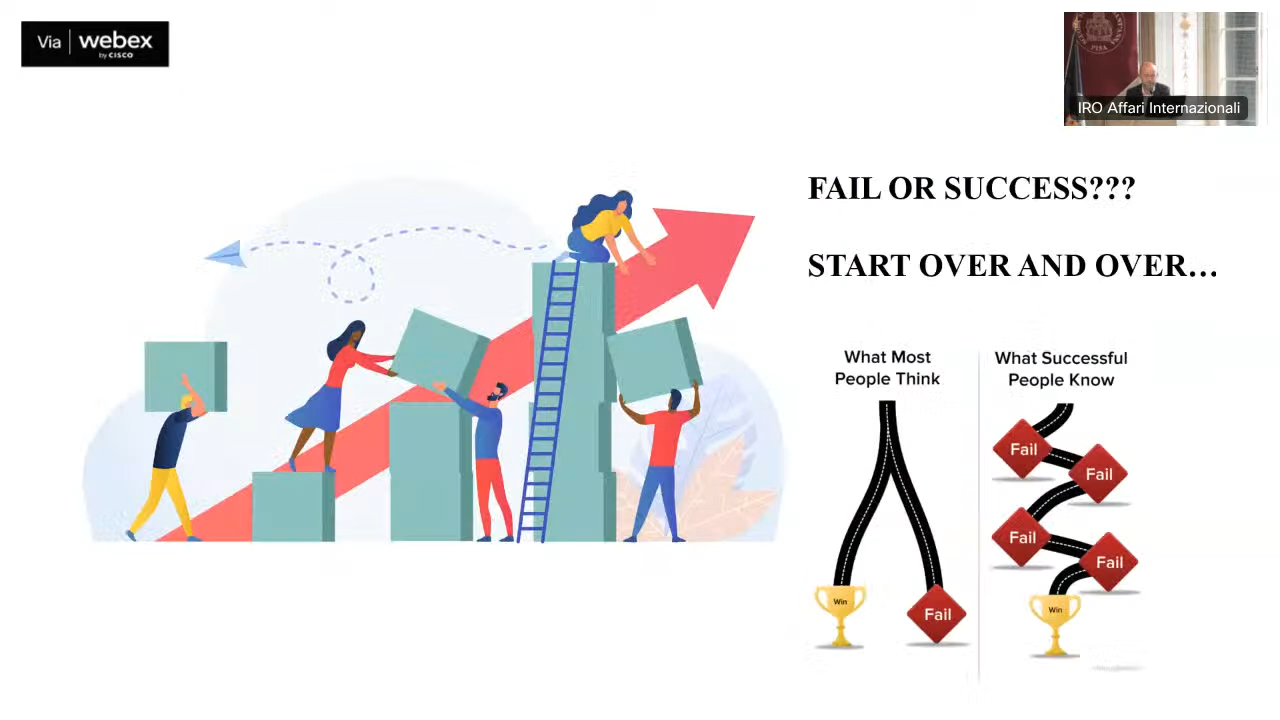 Via webex
by CISCO
PISA
IRO Affari Internazionali
FAIL OR SUCCESS???
START OVER AND OVER…
What Most
People Think
What Successful
People Know
Fail
Fail
Fail
Fail
Win
Fail
Win